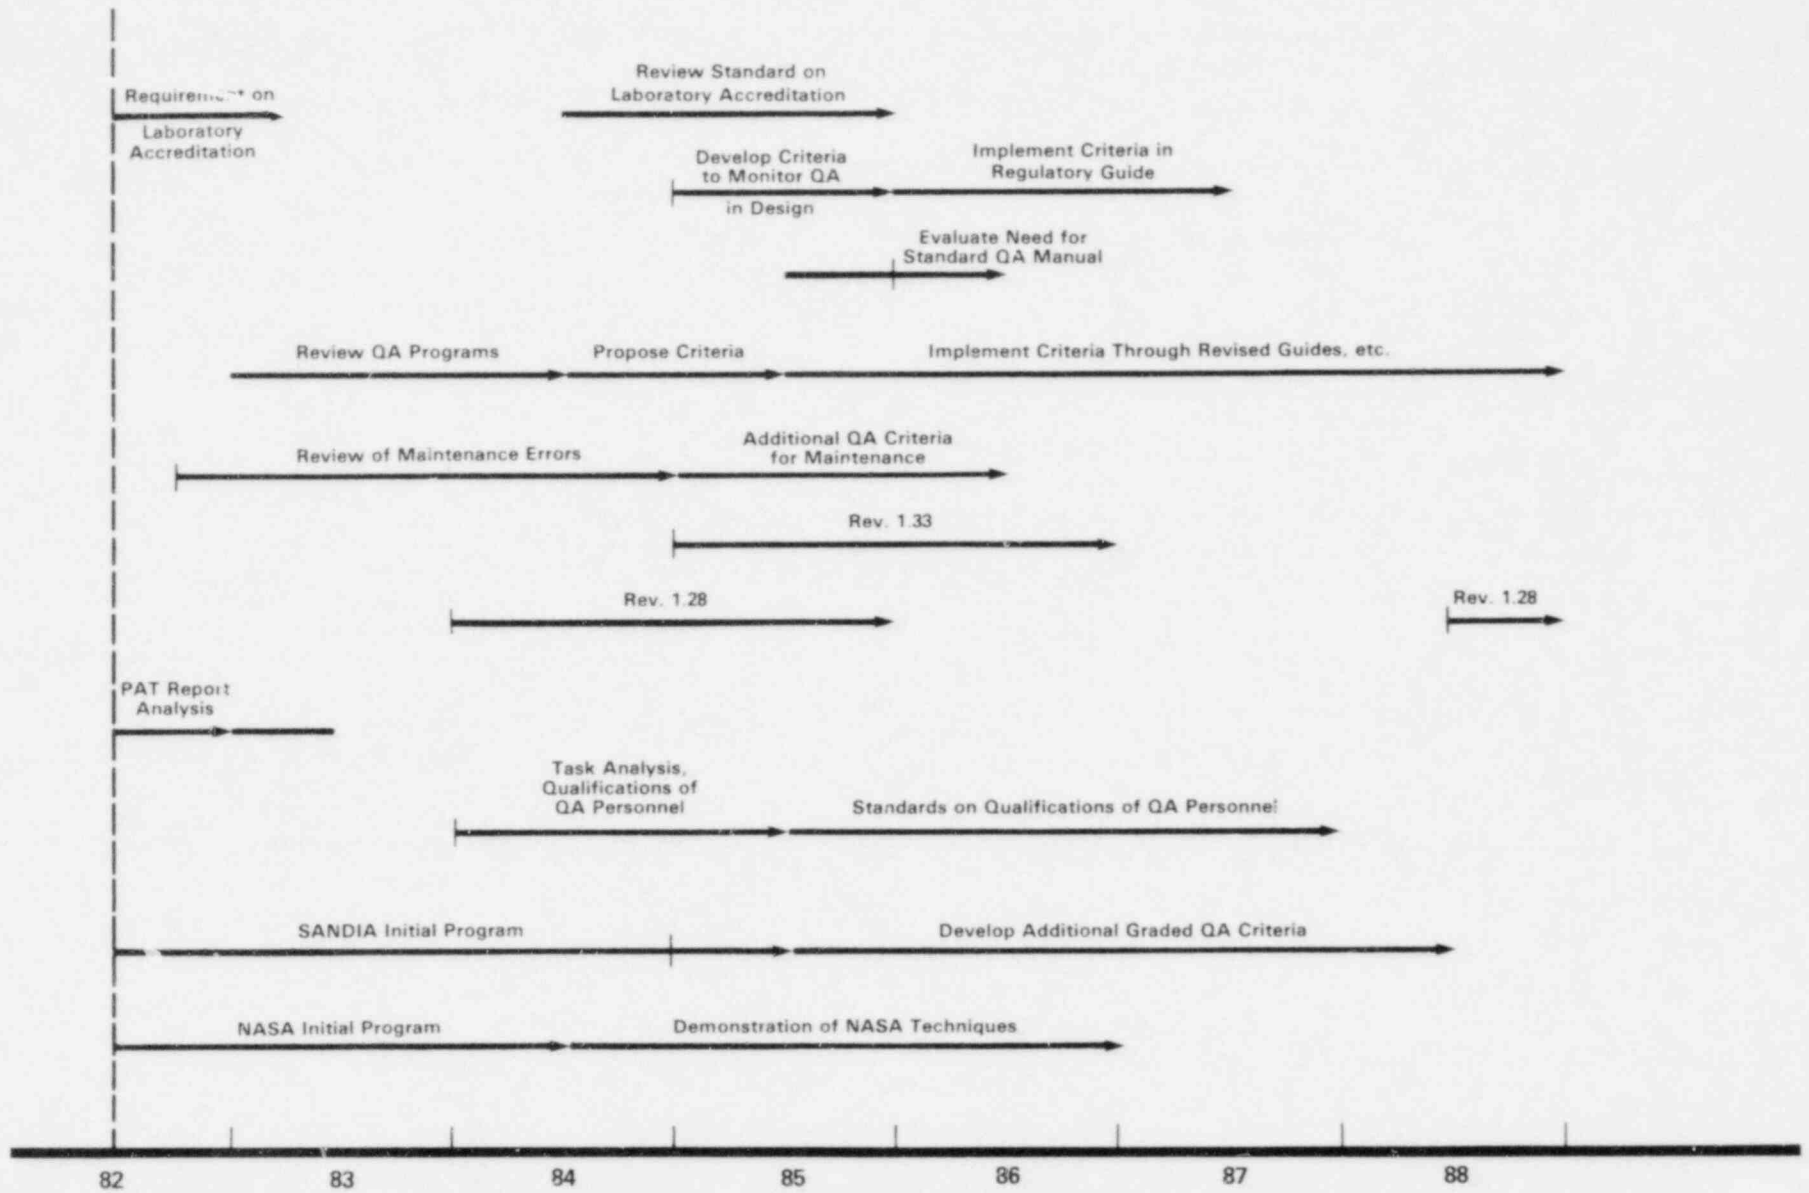 Requirement on
Laboratory
Accreditation
Review Standard on
Laboratory Accreditation
Develop Criteria
to Monitor QA
in Design
Implement Criteria in
Regulatory Guide
Evaluate Need for
Standard QA Manual
Review QA Programs
Propose Criteria
Implement Criteria Through Revised Guides, etc.
Review of Maintenance Errors
Additional QA Criteria
for Maintenance
Rev. 1.33
Rev. 1.28
Rev. 1.28
PAT Report
Analysis
Task Analysis,
Qualifications of
QA Personnel
Standards on Qualifications of QA Personnel
SANDIA Initial Program
Develop Additional Graded QA Criteria
NASA Initial Program
Demonstration of NASA Techniques
82 83 84 85 86 87 88